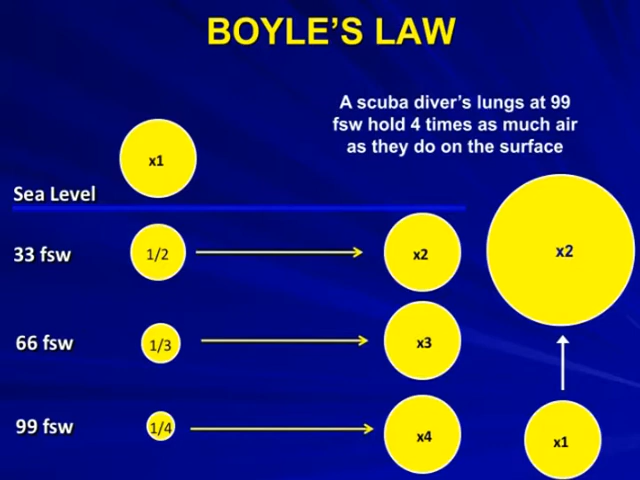 BOYLE'S LAW
A scuba diver's lungs at 99
fsw hold 4 times as much air
as they do on the surface
x1
Sea Level
33 fsw
1/2
x2
x2
66 fsw
1/3
x3
99 fsw
1/4
x4
x1